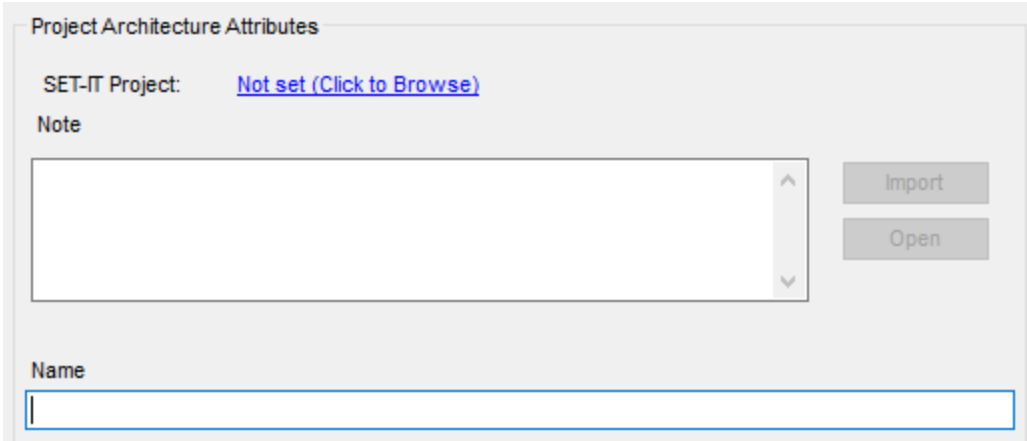 Project Architecture Attributes
SET-IT Project: Not set (Click to Browse)
Note
Import
Open
Name